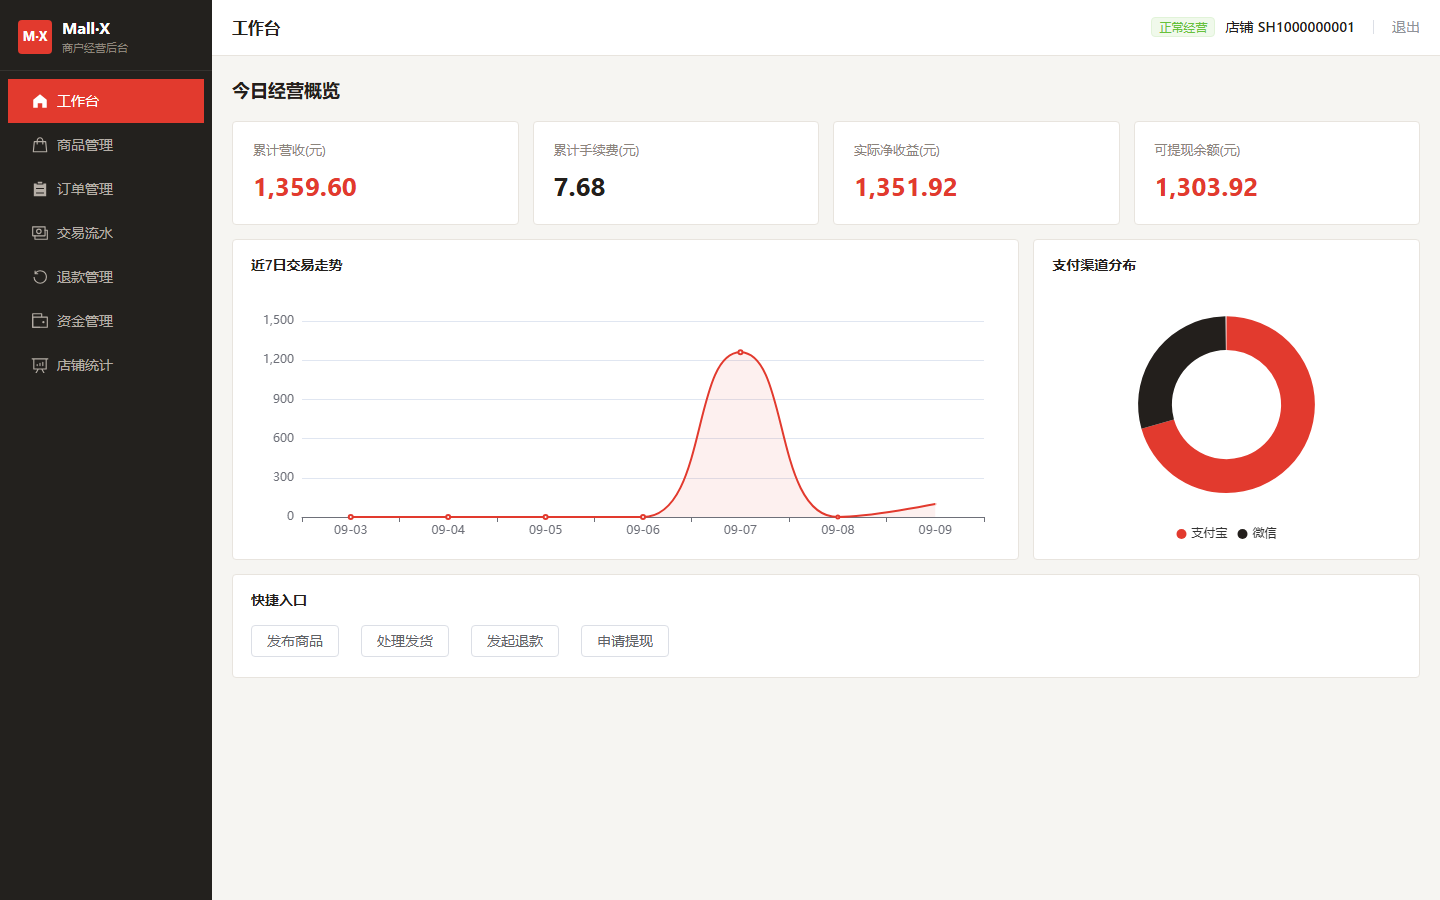 M·X
Mall·X
商户经营后台
工作台
商品管理
订单管理
交易流水
退款管理
资金管理
店铺统计
工作台
正常经营
店铺 SH1000000001
退出
今日经营概览
累计营收(元)
1,359.60
累计手续费(元)
7.68
实际净收益(元)
1,351.92
可提现余额(元)
1,303.92
近7日交易走势
1,500
1,200
900
600
300
0
09-03
09-04
09-05
09-06
09-07
09-08
09-09
支付渠道分布
支付宝
微信
快捷入口
发布商品
处理发货
发起退款
申请提现